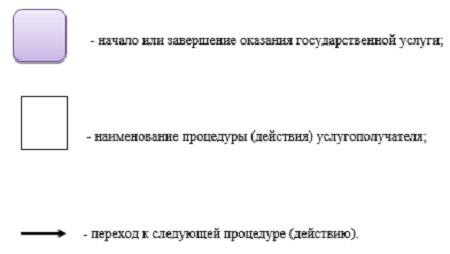 - начало или завершение оказания государственной услуги;
- наименование процедуры (действия) услугополучателя;
- переход к следующей процедуре (действию).